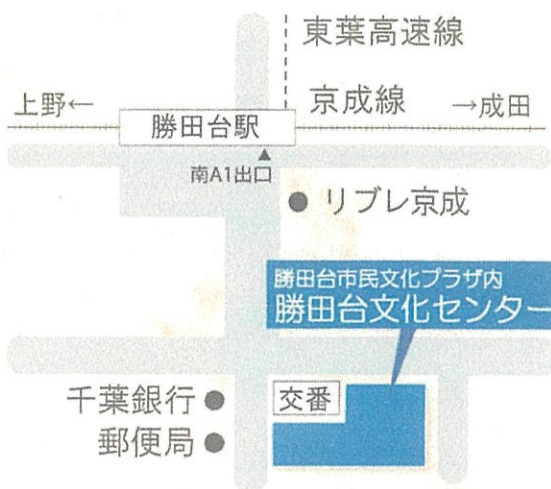 東葉高速線
上野←
京成線
→成田
勝田台駅
南A1出口
リブレ京成
勝田台市民文化プラザ内
勝田台文化センター
千葉銀行
交番
郵便局